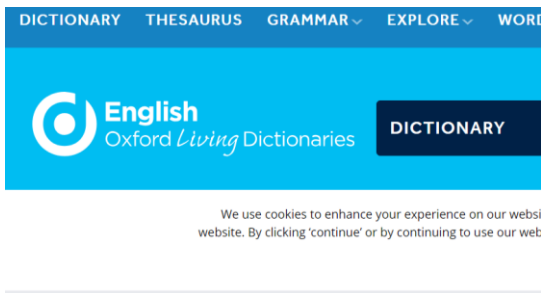 DICTIONARY THESAURUS GRAMMAR EXPLORE
English
Oxford Living Dictionaries
DICTIONARY
We use cookies to enhance your experience on our
website. By clicking ‘continue’ or by continuing to use our